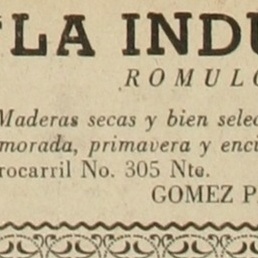 "LA INDU
ROMULO
Maderas secas y bien selec
morada, primavera y enci
rocarril No. 305 Nte.
GOMEZ P